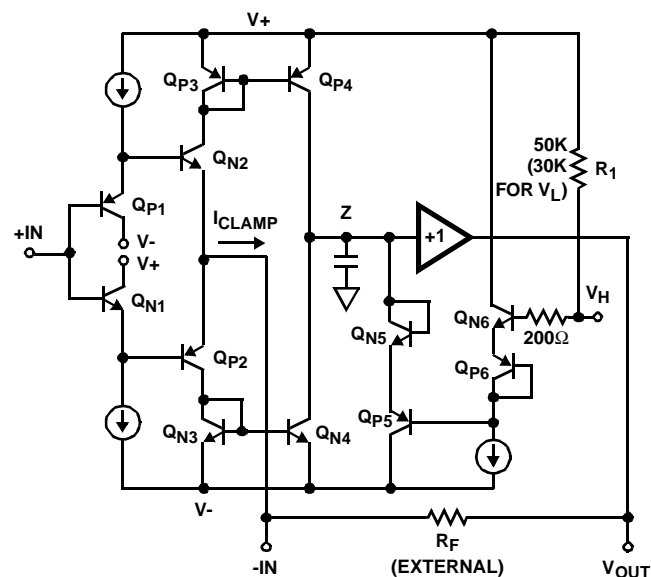 V+
QP3
QP4
QN2
50K
(30K
FOR VL)
R1
QP1
ICLAMP
Z
+1
+IN
V-
V+
QN1
VH
QN5
QN6
200Ω
QP2
QP6
QP5
QN3
QN4
V-
RF
-IN
(EXTERNAL)
VOUT